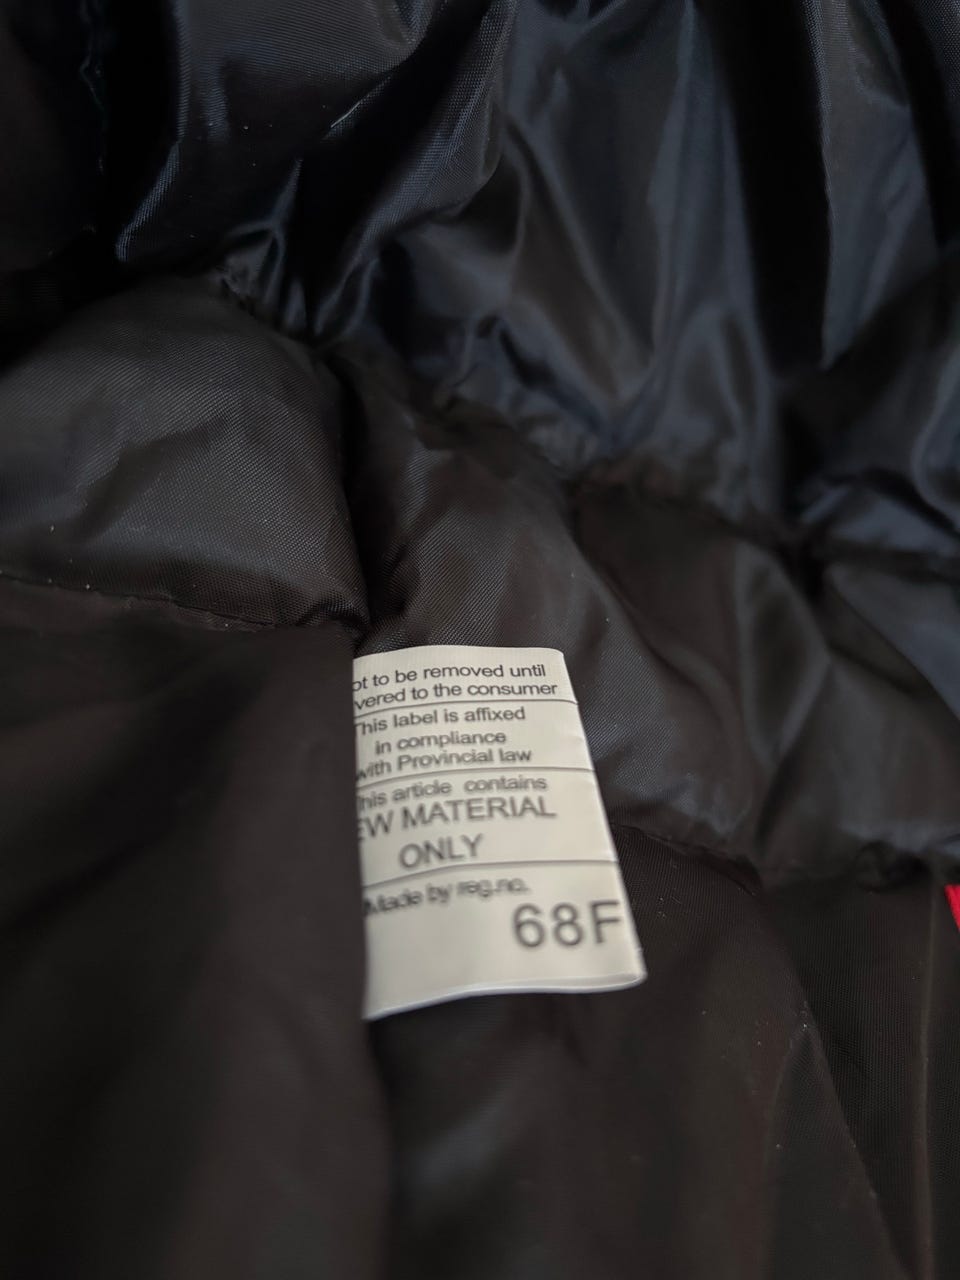 ot to be removed until
vered to the consumer
This label is affixed
in compliance
with Provincial law
This article contains
EW MATERIAL
ONLY
Made by reg.no.
68F